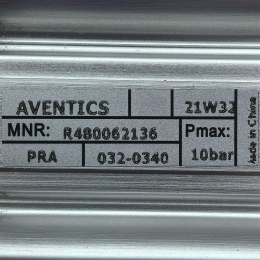 AVENTICS 21W32
MNR: R480062136 Pmax:
PRA 032-0340 10bar
Made in China